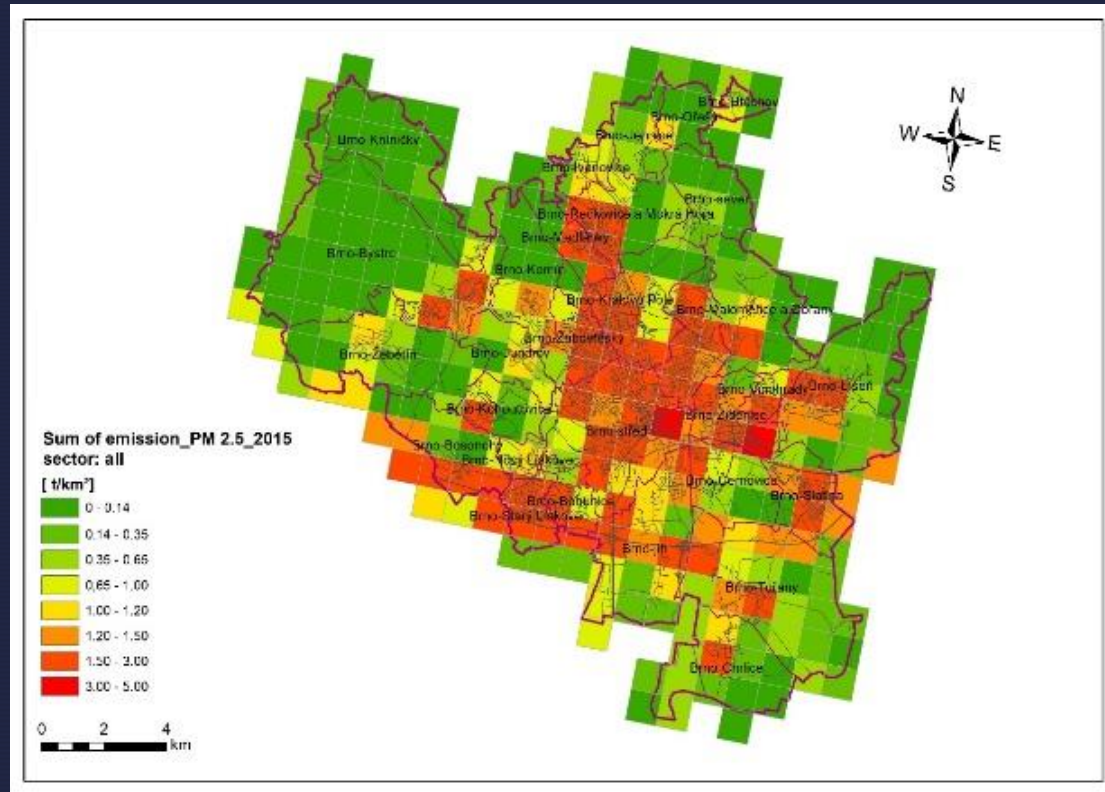 N
W E
S
Brno-Ořešín
Brno-Kníničky
Brno-Jehnice
Brno-Ivanovice
Brno-sever
Brno-Řečkovice a Mokrá Hora
Brno-Medlánky
Brno-Bystrc
Brno-Komín
Brno-Královo Pole
Brno-Maloměřice a Obřany
Brno-Žabovřesky
Brno-Žebětín
Brno-Jundrov
Brno-Vinohrady
Brno-Líšeň
Brno-Kohoutovice
Brno-Židenice
Brno-střed
Sum of emission_PM 2.5_2015
Brno-Bosonohy
sector: all
Brno-Nový Lískovec
[ t/km²]
Brno-Černovice
Brno-Slatina
Brno-Bohunice
Brno-Starý Lískovec
Brno-jih
Brno-Tuřany
Brno-Chrlice
0 - 0.14
0.14 - 0.35
0.35 - 0.65
0,65 - 1.00
1.00 - 1.20
1.20 - 1.50
1.50 - 3.00
3.00 - 5.00
0 2 4
km